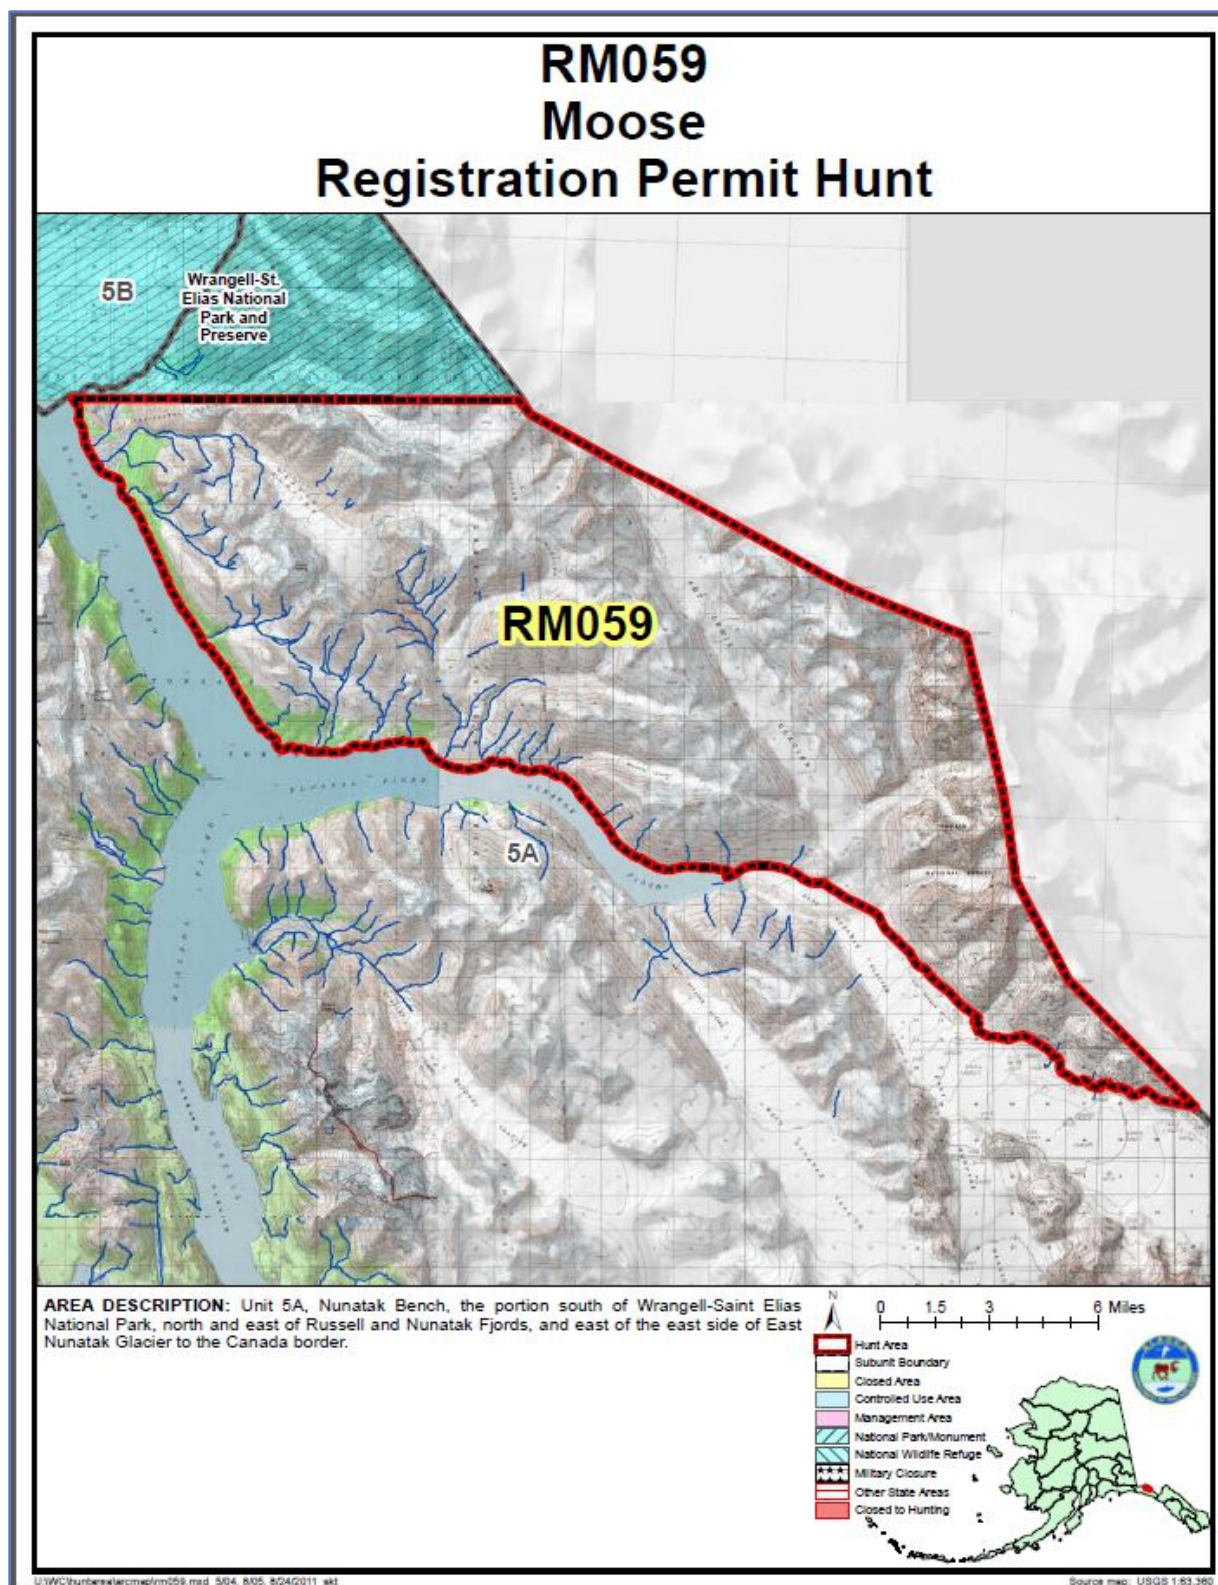 RM059
Moose
Registration Permit Hunt
5B
Wrangell-St.
Elias National
Park and
Preserve
RM059
5A
AREA DESCRIPTION: Unit 5A, Nunatak Bench, the portion south of Wrangell-Saint Elias
National Park, north and east of Russell and Nunatak Fjords, and east of the east side of East
Nunatak Glacier to the Canada border.
N
0 1.5 3 6 Miles
Hunt Area
Subunit Boundary
Closed Area
Controlled Use Area
Management Area
National Park/Monument
National Wildlife Refuge
Military Closure
Other State Areas
Closed to Hunting
ALASKA
Source map: USGS 1:63,360